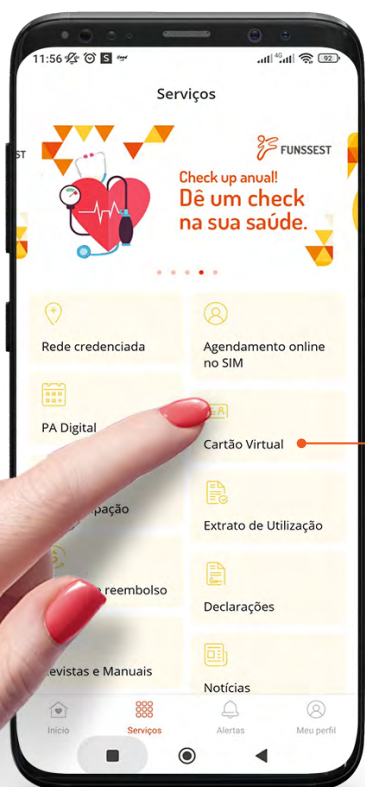 11:56
4G
92
Serviços
ST
FUNSSEST
Check up anual!
Dê um check
na sua saúde.
Rede credenciada
Agendamento online
no SIM
PA Digital
Cartão Virtual
pação
Extrato de Utilização
reembolso
Declarações
evistas e Manuais
Notícias
Início
Serviços
Alertas
Meu perfil